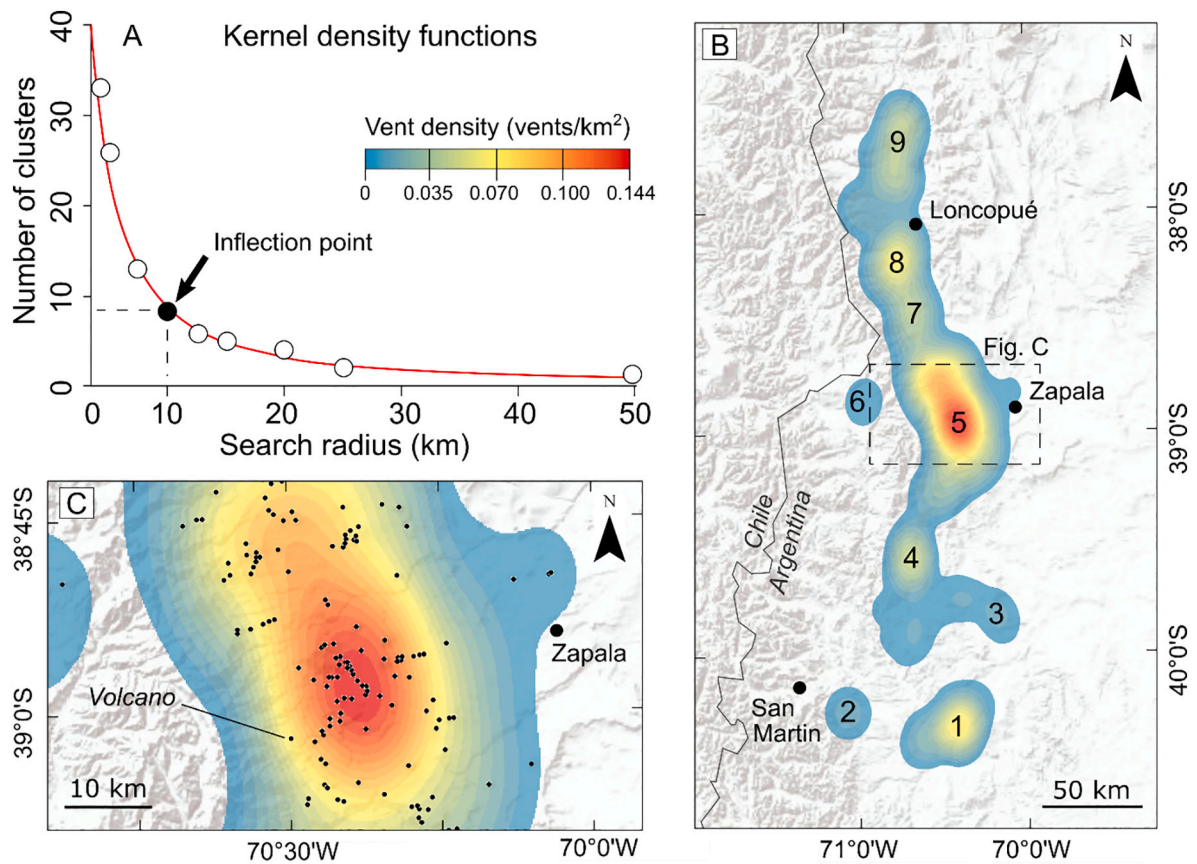 A
Kernel density functions
Number of clusters
40
30
20
10
0
Vent density (vents/km²)
0
0.035
0.070
0.100
0.144
Inflection point
0
10
20
30
40
50
Search radius (km)
B
N
9
Loncopué
8
7
Fig. C
Zapala
6
5
4
3
2
1
Chile
Argentina
San
Martin
50 km
38°0'S
39°0'S
40°0'S
71°0'W
70°0'W
C
N
38°45'S
39°0'S
Zapala
Volcano
10 km
70°30'W
70°0'W